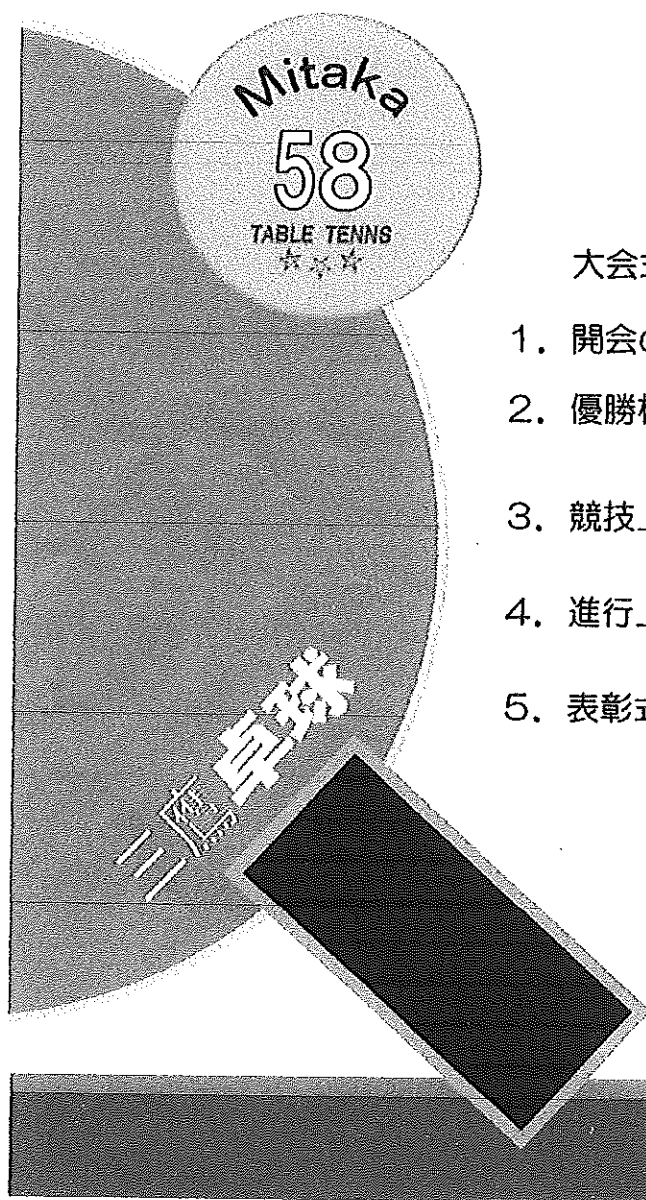 Mitaka
58
TABLE TENNS
☆☆☆
大会
1. 開会
2. 優勝
3. 競技
4. 進行
5. 表彰
三鷹卓球